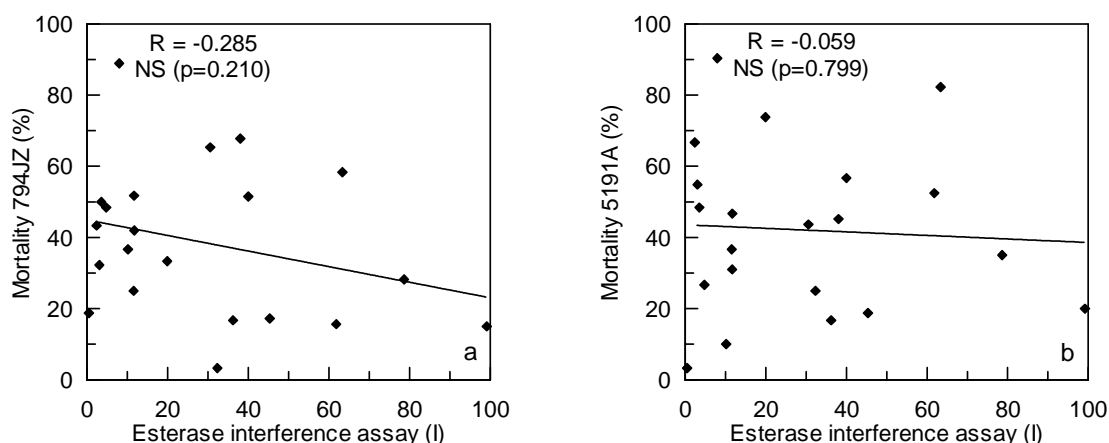 R = -0.285
NS (p=0.210)
Mortality 794JZ (%)
100
80
60
40
20
0
a
0 20 40 60 80 100
Esterase interference assay (I)
R = -0.059
NS (p=0.799)
Mortality 5191A (%)
100
80
60
40
20
0
b
0 20 40 60 80 100
Esterase interference assay (I)